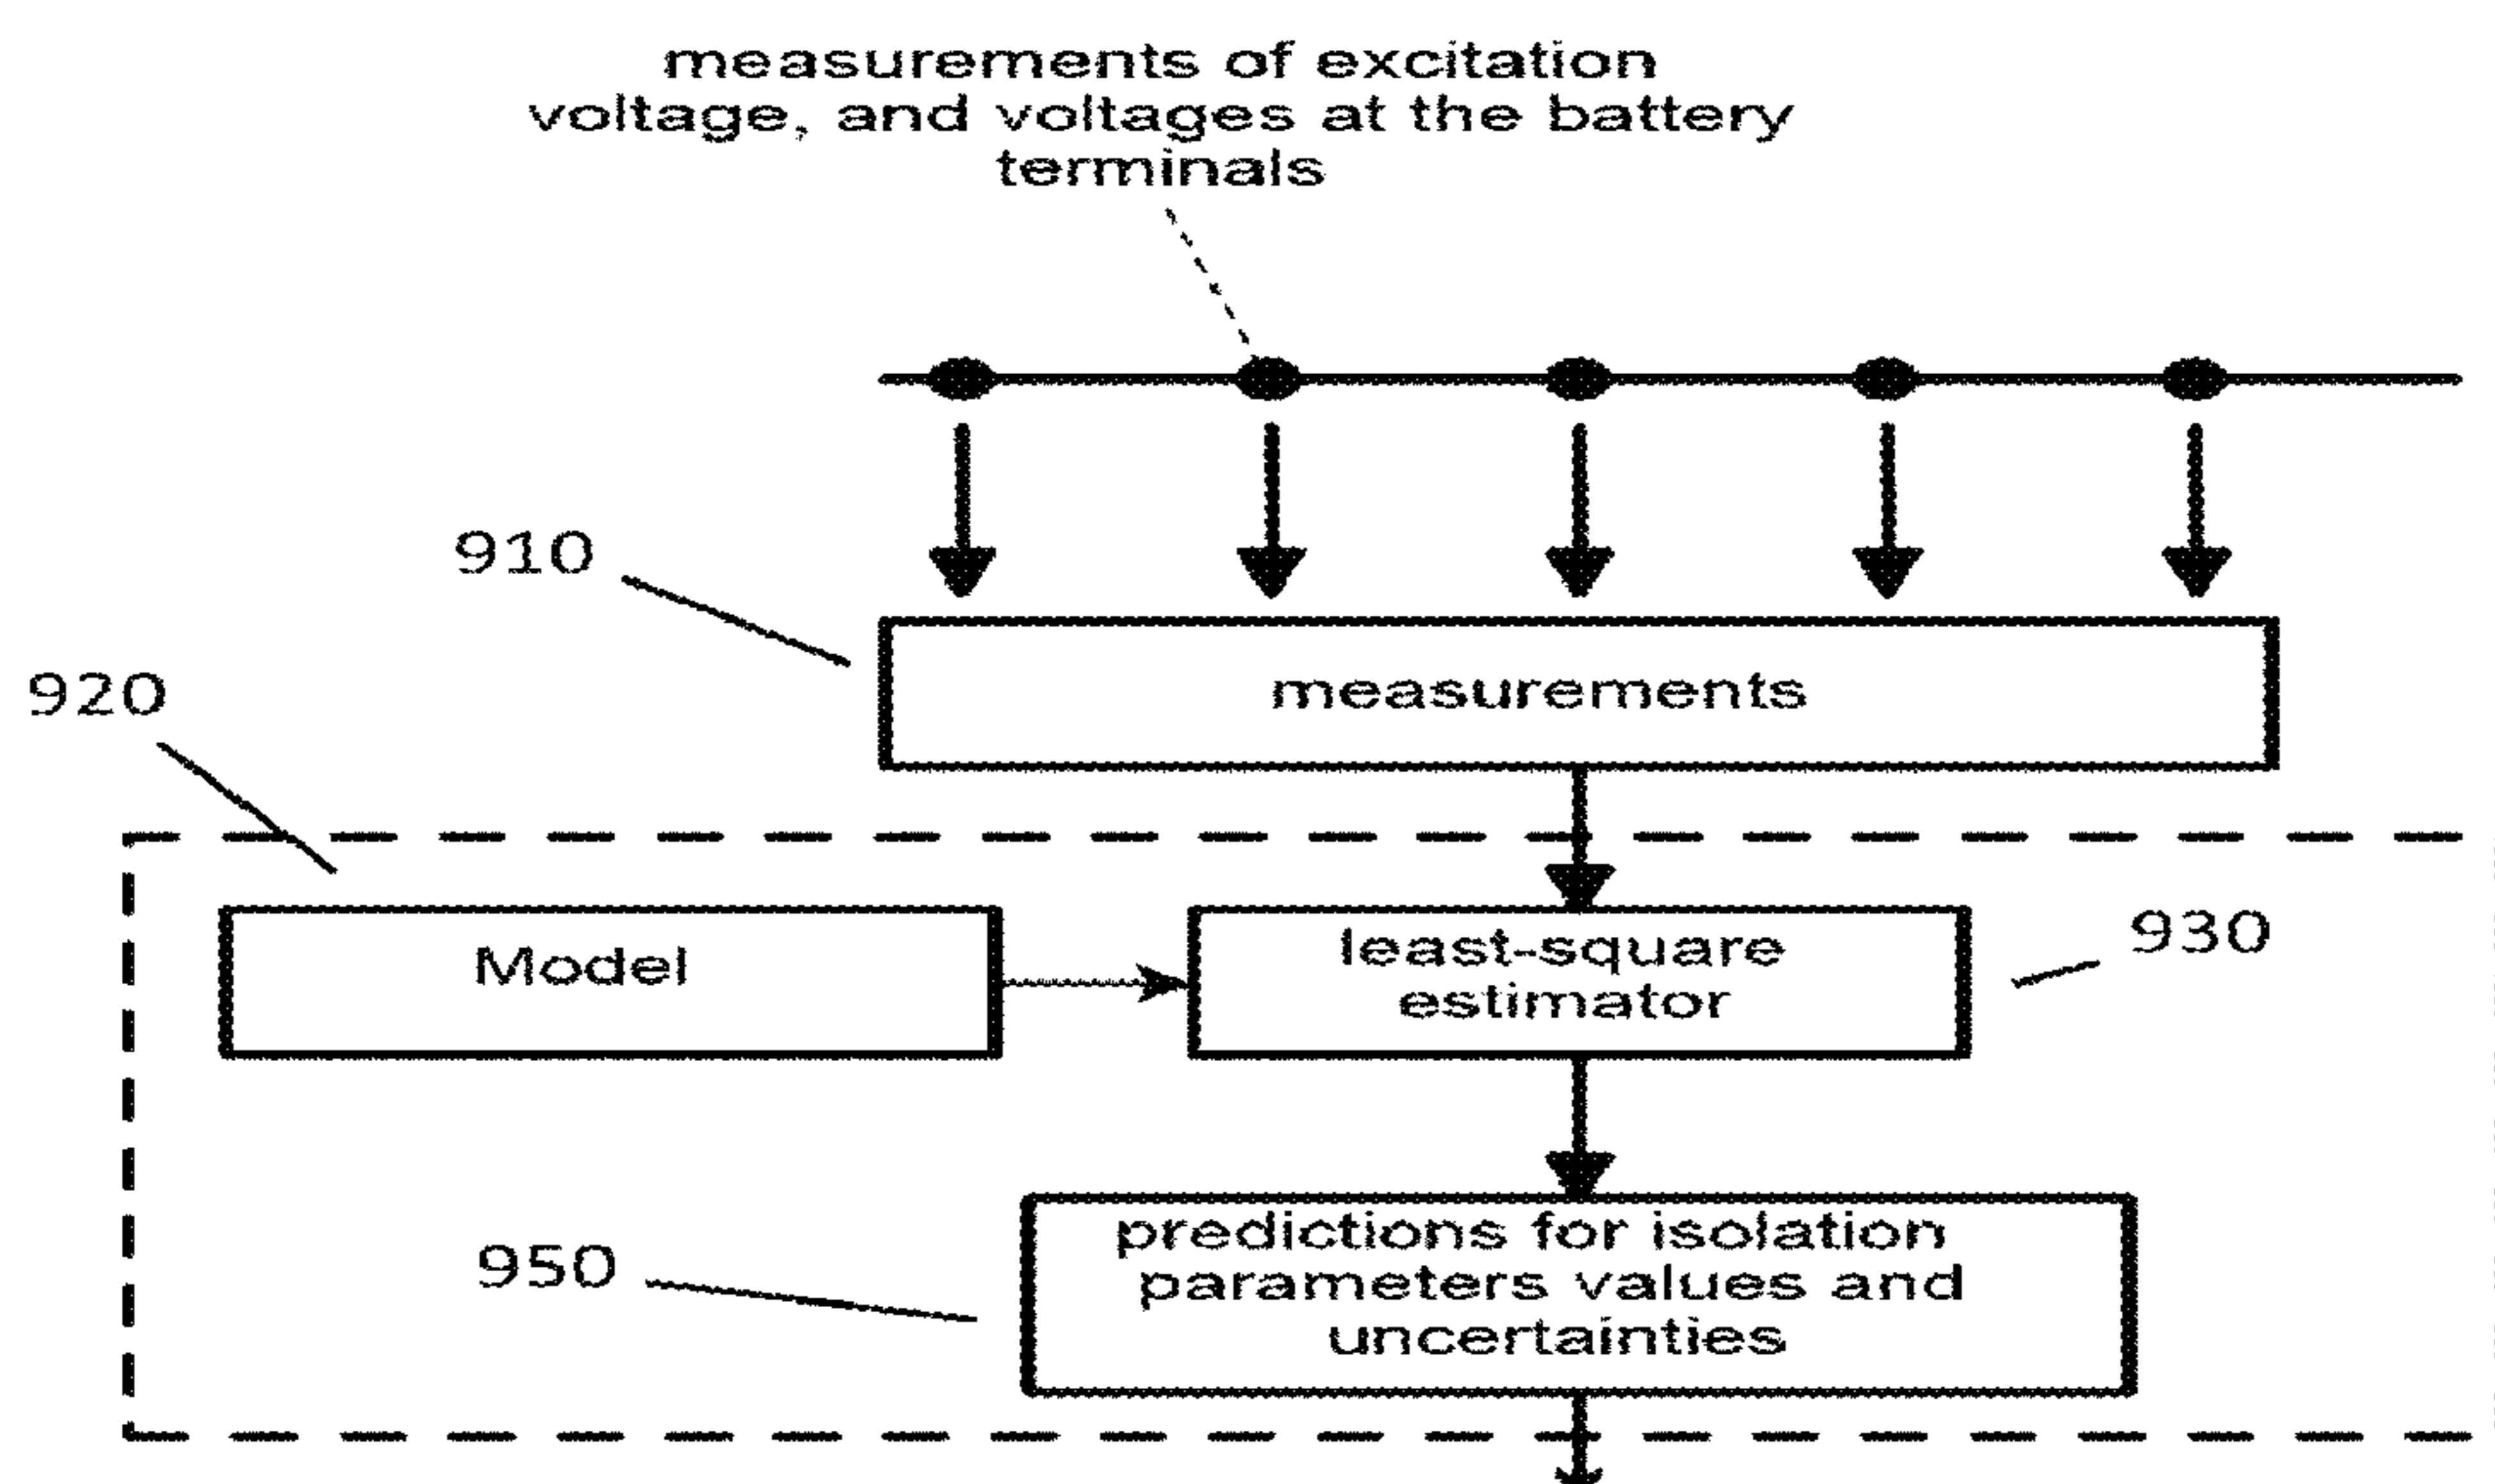 measurements of excitation
voltage, and voltages at the battery
terminals
910
measurements
920
Model
least-square
estimator
930
predictions for isolation
parameters values and
uncertainties
950